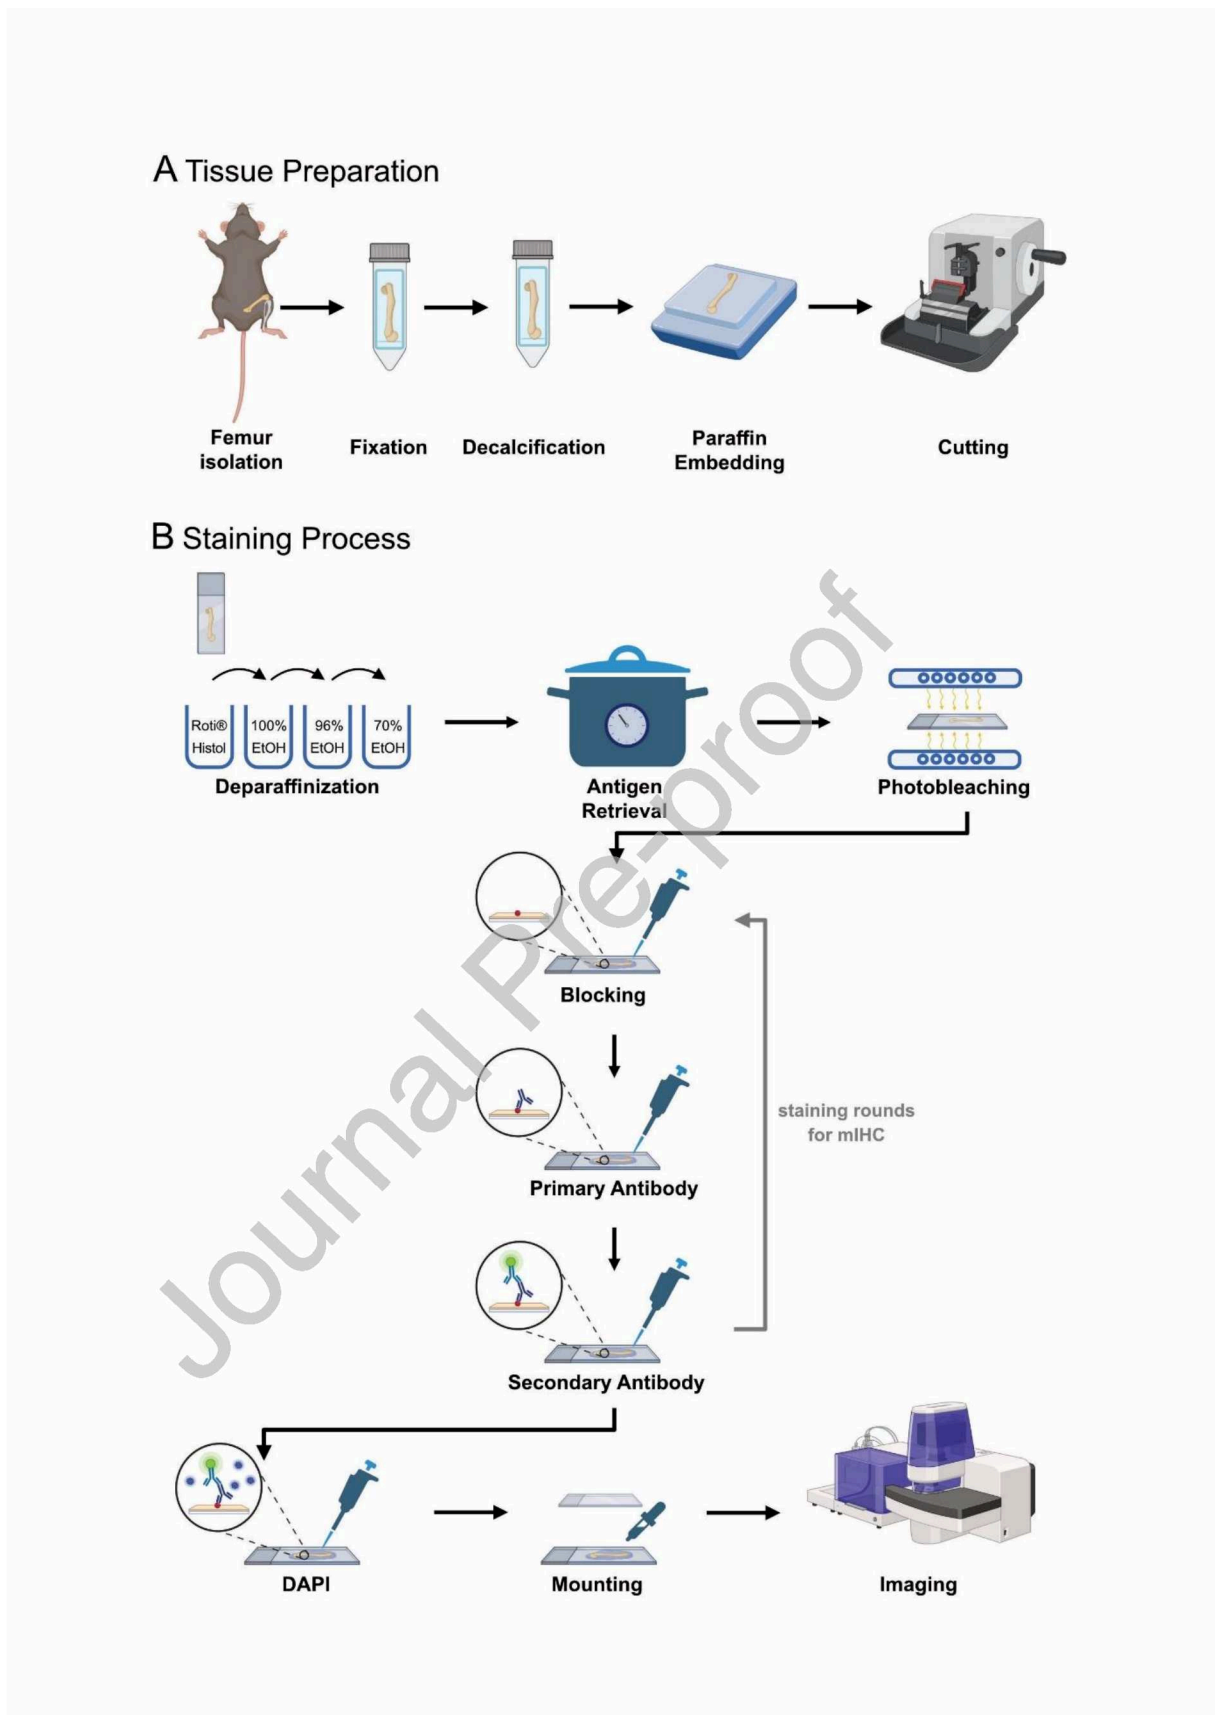 A Tissue Preparation
Femur
isolation
Fixation
Decalcification
Paraffin
Embedding
Cutting
B Staining Process
Roti®
Histol
100%
EtOH
96%
EtOH
70%
EtOH
Deparaffinization
Antigen
Retrieval
Photobleaching
Blocking
Primary Antibody
staining rounds
for mIHC
Secondary Antibody
DAPI
Mounting
Imaging
Journal Pre-proof